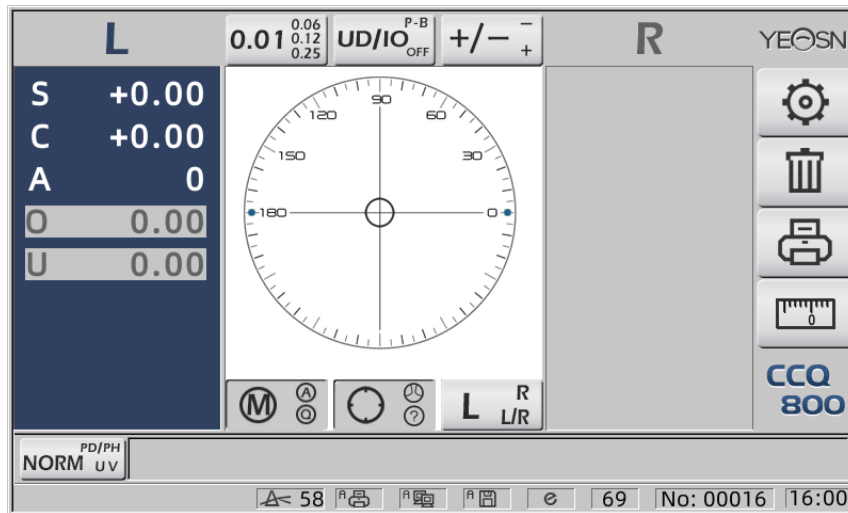 L
0.01 0.06 0.12 0.25
UD/IO P-B OFF
+/− − +
R
YEOSN
S +0.00
C +0.00
A 0
O 0.00
U 0.00
90
120 60
150 30
180 0
0
CCQ
800
M A Q
?
L R L/R
NORM PD/PH UV
58 A A A e 69 No: 00016 16:00